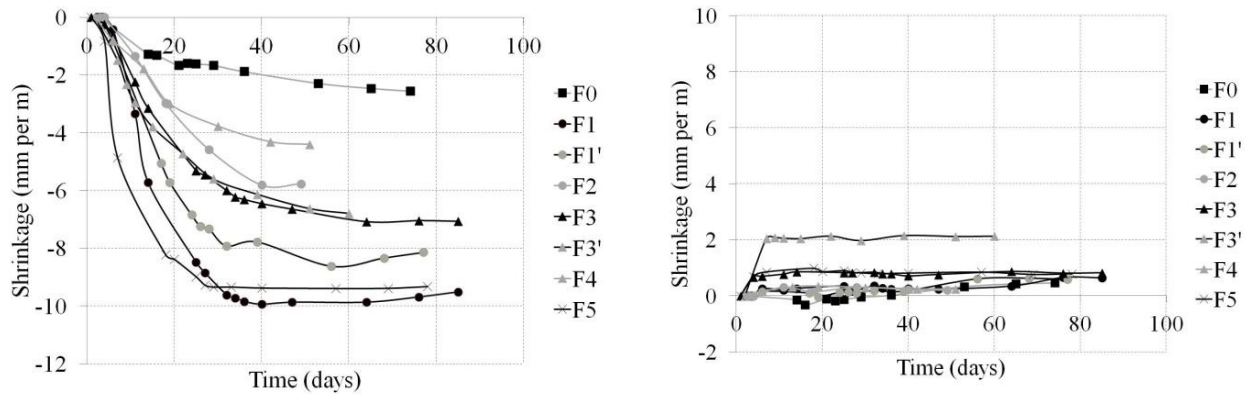 0
-2
-4
-6
-8
-10
-12
0 20 40 60 80 100
Shrinkage (mm per m)
Time (days)
F0
F1
F1'
F2
F3
F3'
F4
F5
10
8
6
4
2
0
-2
0 20 40 60 80 100
Shrinkage (mm per m)
Time (days)
F0
F1
F1'
F2
F3
F3'
F4
F5